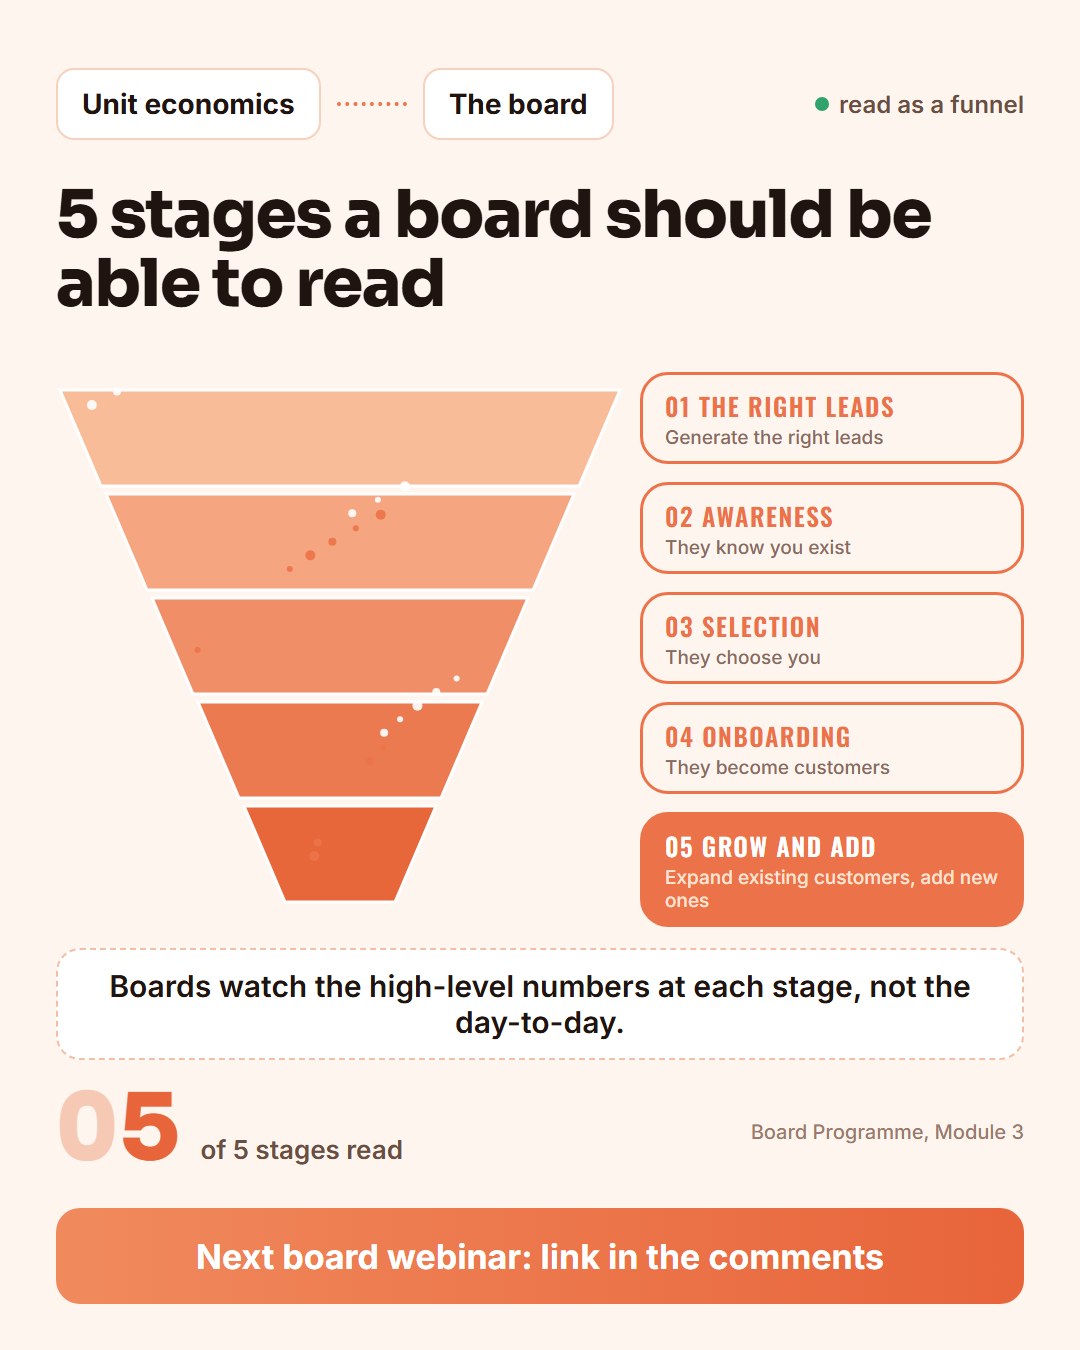 Unit economics
The board
read as a funnel
5 stages a board should be
able to read
01 THE RIGHT LEADS
Generate the right leads
02 AWARENESS
They know you exist
03 SELECTION
They choose you
04 ONBOARDING
They become customers
05 GROW AND ADD
Expand existing customers, add new
ones
Boards watch the high-level numbers at each stage, not the
day-to-day.
05 of 5 stages read
Board Programme, Module 3
Next board webinar: link in the comments